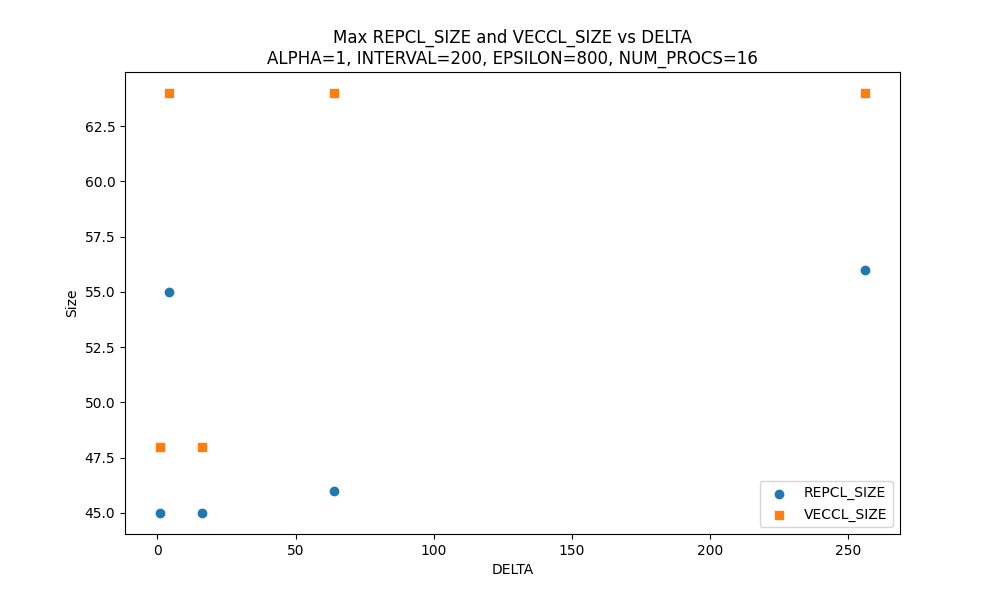 Max REPCL_SIZE and VECCL_SIZE vs DELTA
ALPHA=1, INTERVAL=200, EPSILON=800, NUM_PROCS=16
62.5
60.0
57.5
55.0
52.5
50.0
47.5
45.0
Size
REPCL_SIZE
VECCL_SIZE
0
50
100
150
200
250
DELTA